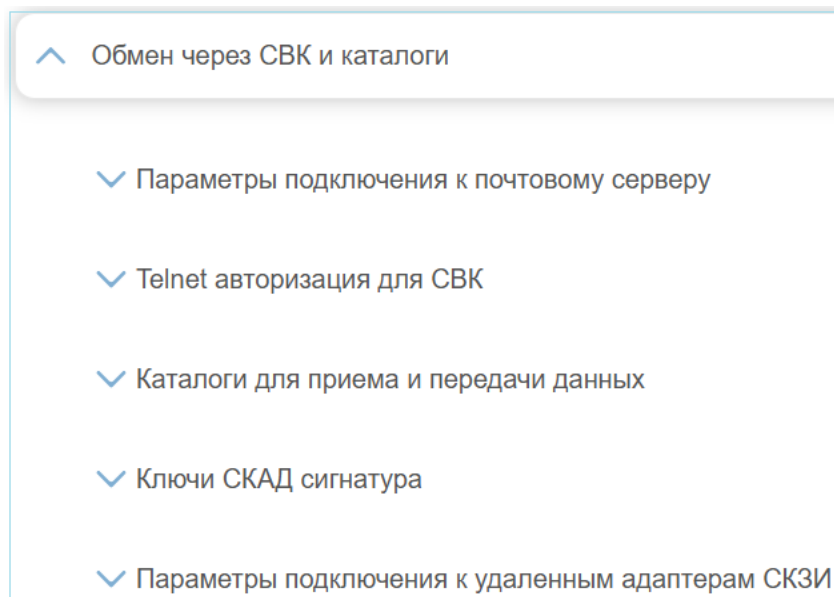 Обмен через СВК и каталоги
Параметры подключения к почтовому серверу
Telnet авторизация для СВК
Каталоги для приема и передачи данных
Ключи СКАД сигнатура
Параметры подключения к удаленным адаптерам СКЗИ